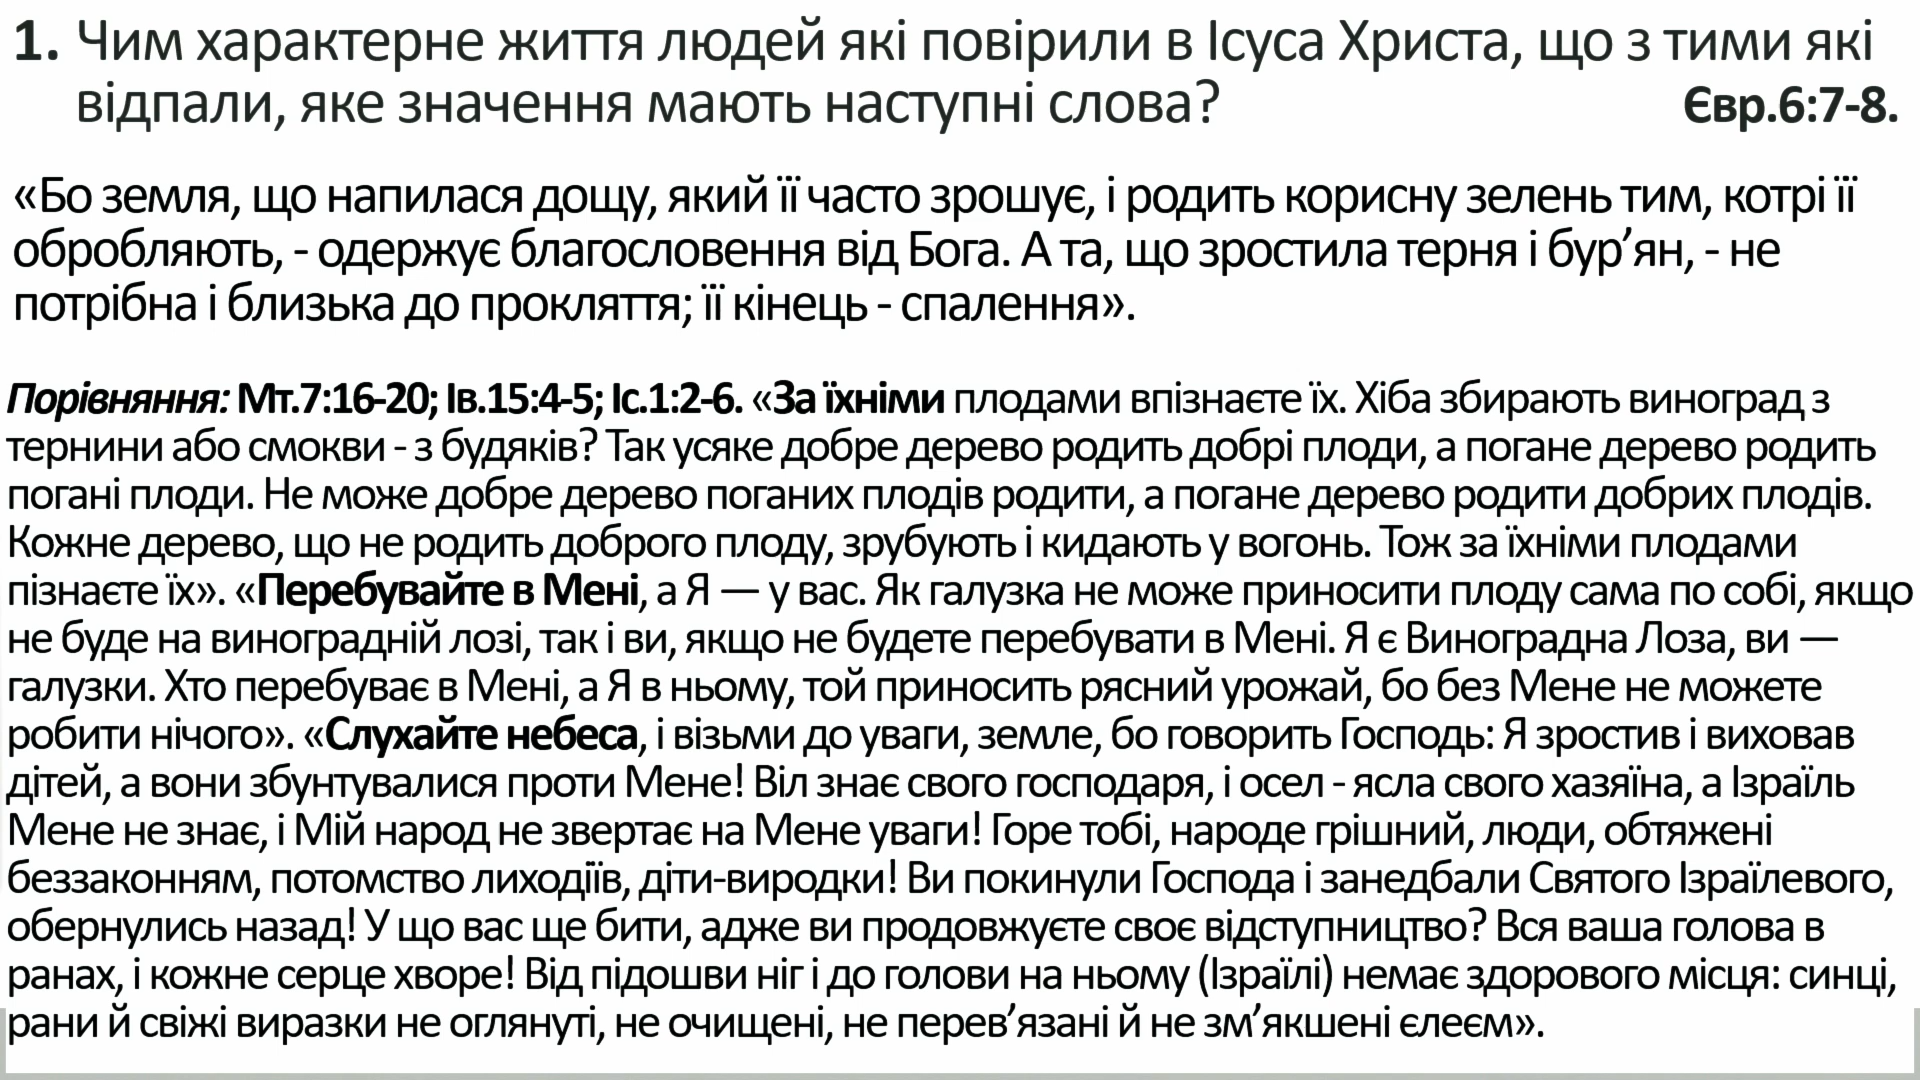 1. Чим характерне життя людей які повірили в Ісуса Христа, що з тими які
відпали, яке значення мають наступні слова? Євр.6:7-8.
«Бо земля, що напилася дощу, який її часто зрошує, і родить корисну зелень тим, котрі її
обробляють, - одержує благословення від Бога. А та, що зростила терня і бур’ян, - не
потрібна і близька до прокляття; її кінець - спалення».
Порівняння: Мт.7:16-20; Ів.15:4-5; Іс.1:2-6. «За їхніми плодами впізнаєте їх. Хіба збирають виноград з
тернини або смокви - з будяків? Так усяке добре дерево родить добрі плоди, а погане дерево родить
погані плоди. Не може добре дерево поганих плодів родити, а погане дерево родити добрих плодів.
Кожне дерево, що не родить доброго плоду, зрубують і кидають у вогонь. Тож за їхніми плодами
пізнаєте їх». «Перебувайте в Мені, а Я — у вас. Як галузка не може приносити плоду сама по собі, якщо
не буде на виноградній лозі, так і ви, якщо не будете перебувати в Мені. Я є Виноградна Лоза, ви —
галузки. Хто перебуває в Мені, а Я в ньому, той приносить рясний урожай, бо без Мене не можете
робити нічого». «Слухайте небеса, і візьми до уваги, земле, бо говорить Господь: Я зростив і виховав
дітей, а вони збунтувалися проти Мене! Віл знає свого господаря, і осел - ясла свого хазяїна, а Ізраїль
Мене не знає, і Мій народ не звертає на Мене уваги! Горе тобі, народе грішний, люди, обтяжені
беззаконням, потомство лиходіїв, діти-виродки! Ви покинули Господа і занедбали Святого Ізраїлевого,
обернулись назад! У що вас ще бити, адже ви продовжуєте своє відступництво? Вся ваша голова в
ранах, і кожне серце хворе! Від підошви ніг і до голови на ньому (Ізраїлі) немає здорового місця: синці,
рани й свіжі виразки не оглянуті, не очищені, не перев’язані й не зм’якшені єлеєм».